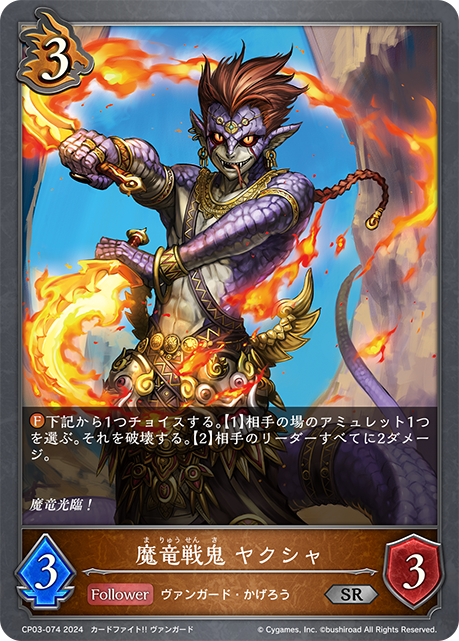 3
Ⓕ下記から1つチョイスする。【1】相手の場のアミュレット1つ
を選ぶ。それを破壊する。【2】相手のリーダーすべてに2ダメー
ジ。
魔竜光臨!
ま りゅう せん き
魔竜戦鬼 ヤクシャ
3
Follower ヴァンガード・かげろう SR
3
CP03-074 2024 カードファイト!! ヴァンガード © Cygames, Inc. ©bushiroad All Rights Reserved.